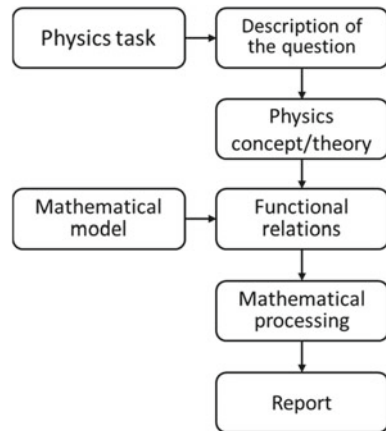 Physics task
Description of
the question
Physics
concept/theory
Mathematical
model
Functional
relations
Mathematical
processing
Report